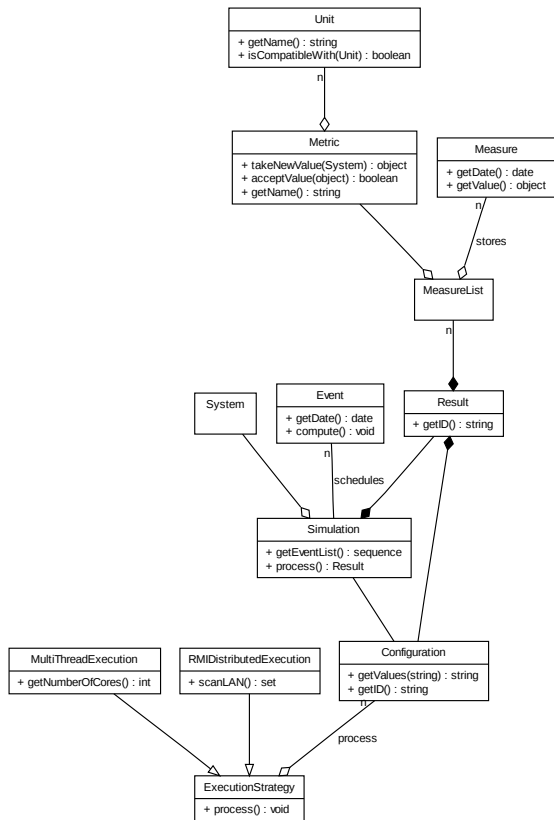 Unit
+ getName() : string
+ isCompatibleWith(Unit) : boolean
n
Metric
+ takeNewValue(System) : object
+ acceptValue(object) : boolean
+ getName() : string
Measure
+ getDate() : date
+ getValue() : object
n
stores
MeasureList
n
System
Event
+ getDate() : date
+ compute() : void
n
schedules
Result
+ getID() : string
Simulation
+ getEventList() : sequence
+ process() : Result
MultiThreadExecution
+ getNumberOfCores() : int
RMIDistributedExecution
+ scanLAN() : set
Configuration
+ getValues(string) : string
+ getID() : string
n
process
ExecutionStrategy
+ process() : void